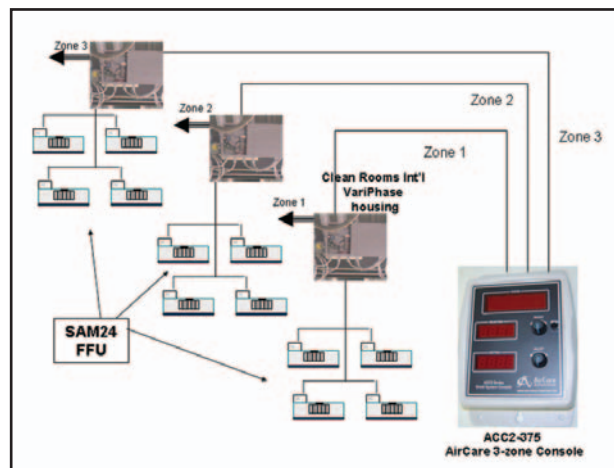 Zone 3
Zone 2
Zone 2
Zone 3
Zone 1
Clean Rooms Int'l
VariPhase
housing
Zone 1
SAM24
FFU
AirCare
ACC2-375
AirCare 3-zone Console